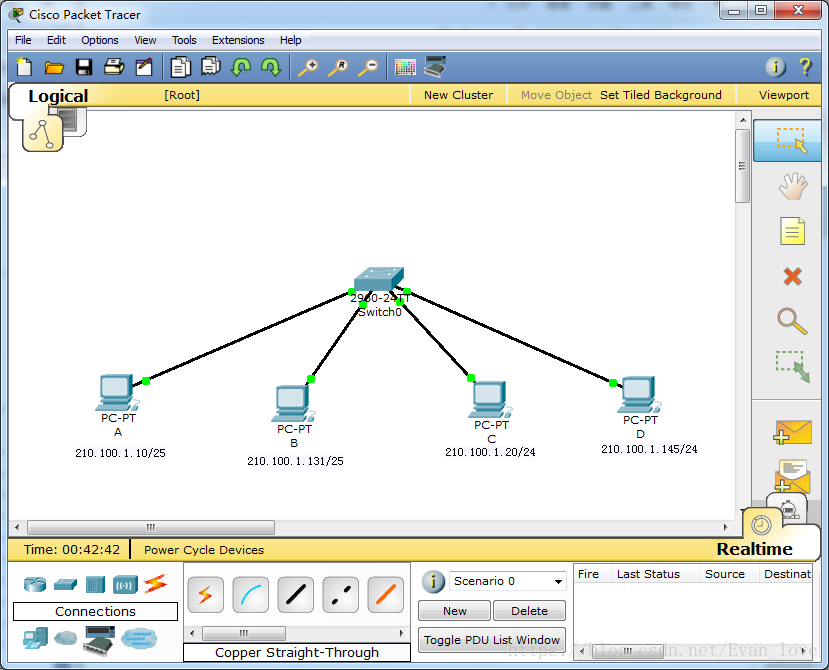 Cisco Packet Tracer
File Edit Options View Tools Extensions Help
Logical [Root] New Cluster Move Object Set Tiled Background Viewport
2960-24TT
Switch0
PC-PT
A
210.100.1.10/25
PC-PT
B
210.100.1.131/25
PC-PT
C
210.100.1.20/24
PC-PT
D
210.100.1.145/24
Time: 00:42:42 Power Cycle Devices Realtime
Connections
Copper Straight-Through
Scenario 0
New Delete
Toggle PDU List Window
Fire Last Status Source Destinat
https://blog.csdn.net/Evan_love